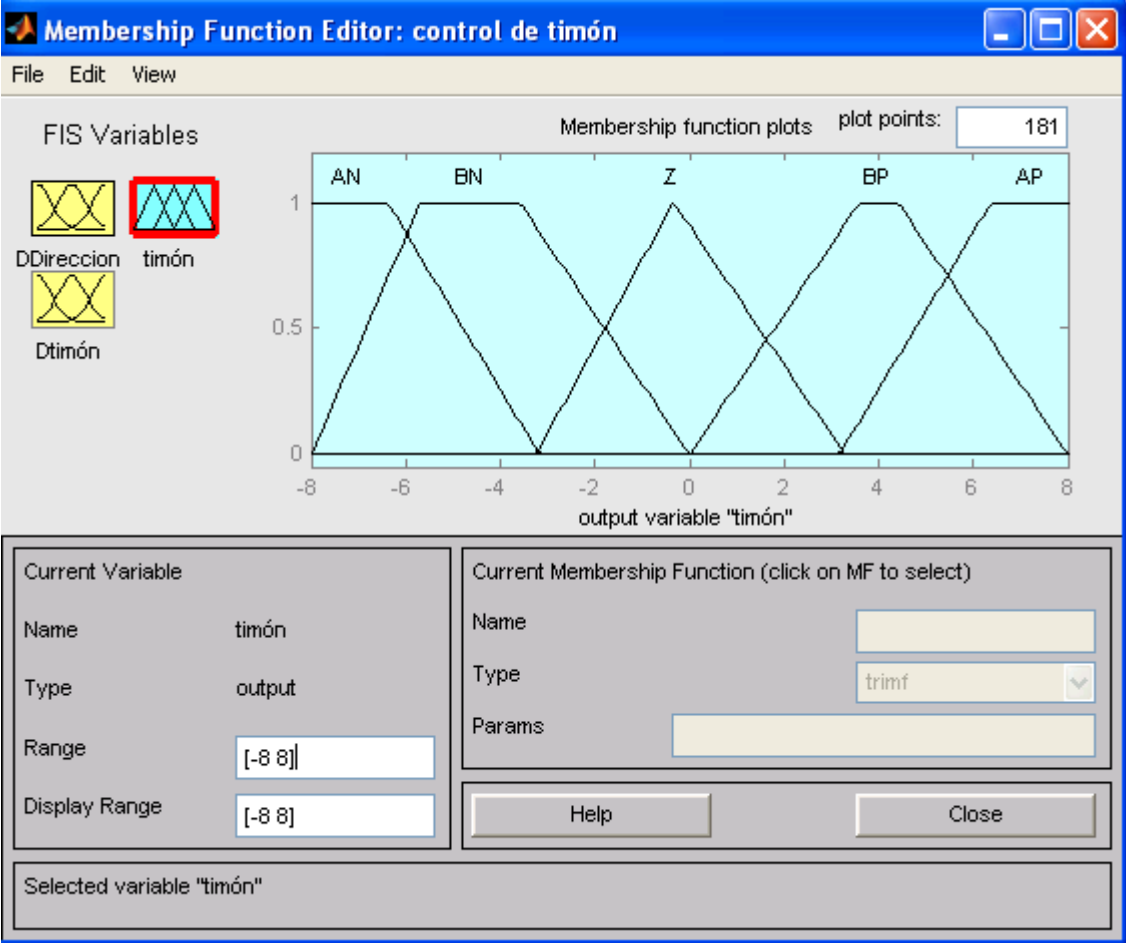 Membership Function Editor: control de timón
File Edit View
FIS Variables
Membership function plots plot points: 181
DDireccion timón
Dtimón
AN BN Z BP AP
1
0.5
0
-8 -6 -4 -2 0 2 4 6 8
output variable "timón"
Current Variable
Name timón
Type output
Range [-8 8]
Display Range [-8 8]
Current Membership Function (click on MF to select)
Name
Type trimf
Params
Help Close
Selected variable "timón"